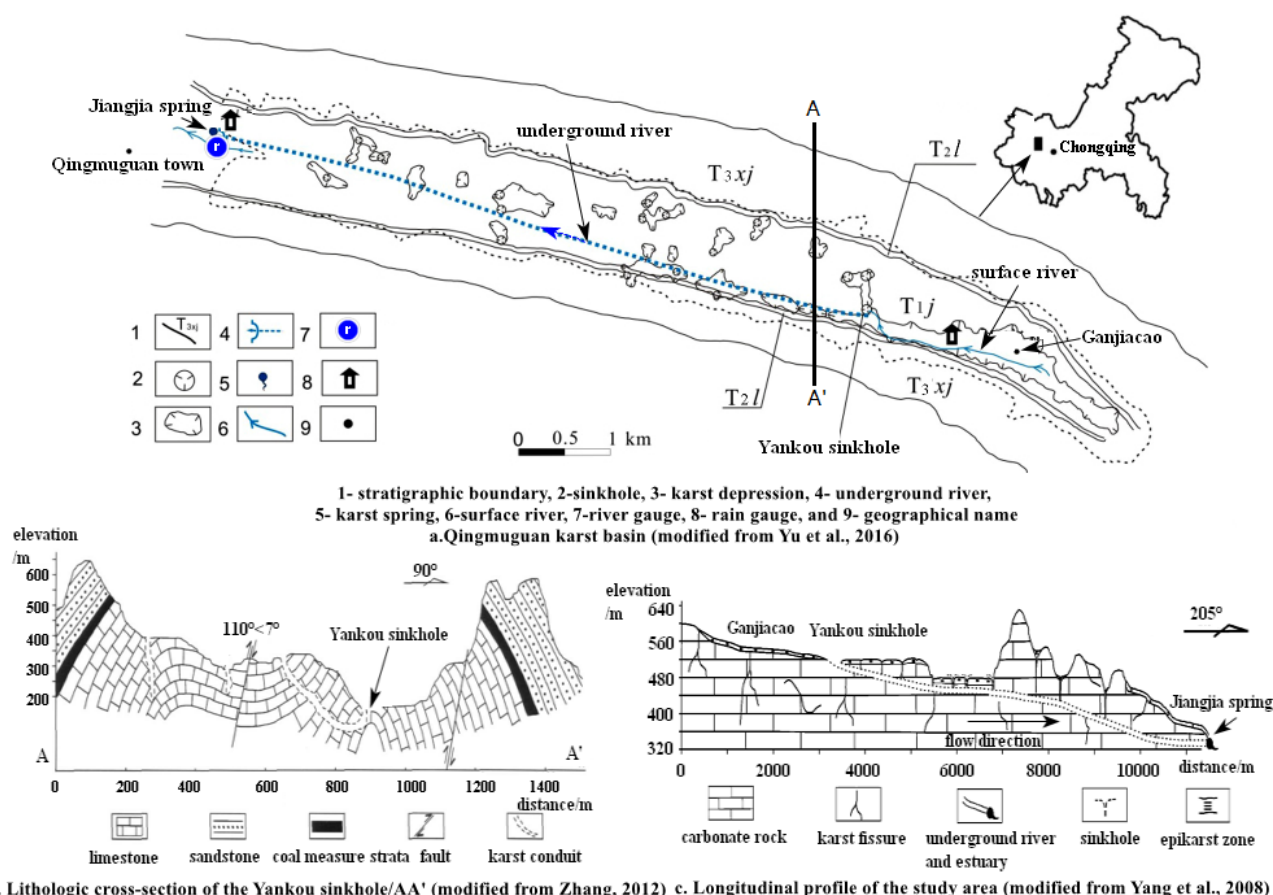 Jiangjia spring
Qingmuguan town
r
underground river
A
T3xj
T2l
Chongqing
surface river
T1j
Ganjiacao
T3xj
T2l
A'
Yankou sinkhole
1 T3xj 4 7 r
2 5 8
3 6 9
0 0.5 1 km
1- stratigraphic boundary, 2-sinkhole, 3- karst depression, 4- underground river,
5- karst spring, 6-surface river, 7-river gauge, 8- rain gauge, and 9- geographical name
a.Qingmuguan karst basin (modified from Yu et al., 2016)
elevation
/m
600
500
400
300
200
90°
110°<7°
Yankou sinkhole
A A'
0 200 400 600 800 1000 1200 1400
distance/m
limestone sandstone coal measure strata fault karst conduit
. Lithologic cross-section of the Yankou sinkhole/AA' (modified from Zhang, 2012)
elevation
/m
640
560
480
400
320
Ganjiacao Yankou sinkhole
205°
Jiangjia spring
flow direction
0 2000 4000 6000 8000 10000
distance/m
carbonate rock karst fissure underground river and estuary sinkhole epikarst zone
c. Longitudinal profile of the study area (modified from Yang et al., 2008)